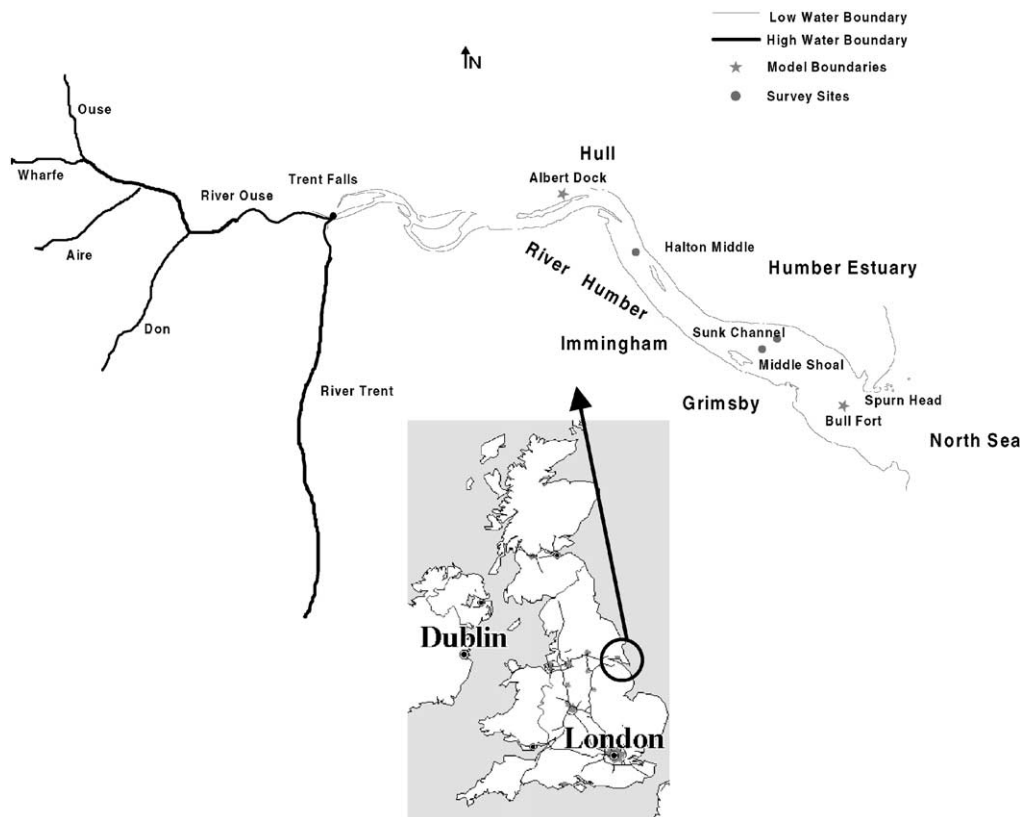 Low Water Boundary
High Water Boundary
N
Model Boundaries
Ouse
Survey Sites
Hull
Wharfe
Trent Falls
Albert Dock
River Ouse
Halton Middle
Aire
Humber Estuary
River Humber
Don
Sunk Channel
Immingham
Middle Shoal
River Trent
Grimsby
Spurn Head
Bull Fort
North Sea
Dublin
London